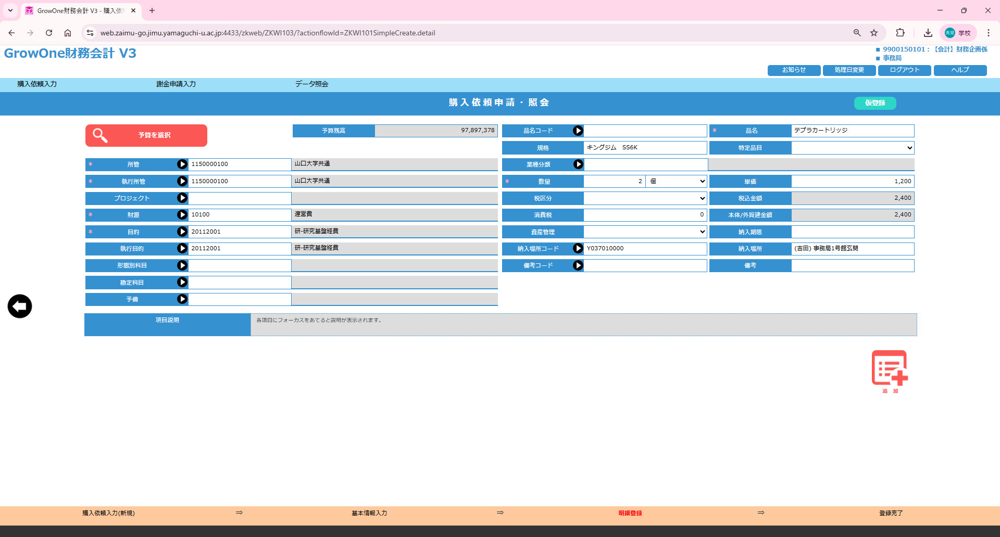 GrowOne財務会計 V3 - 購入依
web.zaimu-go.jimu.yamaguchi-u.ac.jp:4433/zkweb/ZKWI103/?actionflowId=ZKWI101SimpleCreate.detail
秀晃 学校
GrowOne財務会計 V3
■ 9900150101：【会計】財務企画係
■ 事務局
お知らせ 処理日変更 ログアウト ヘルプ
購入依頼入力 謝金申請入力 データ照会
購入依頼申請・照会 仮登録
予算を選択 予算残高 97,897,378 品名コード * 品名 テプラカートリッジ
規格 キングジム　SS6K 特定品目
* 所管 1150000100 山口大学共通 業種分類
* 執行所管 1150000100 山口大学共通 * 数量 2 個 単価 1,200
プロジェクト 税区分 税込金額 2,400
* 財源 10100 運営費 消費税 0 本体/外貨建金額 2,400
* 目的 20112001 研-研究基盤経費 資産管理 納入期限
執行目的 20112001 研-研究基盤経費 納入場所コード Y037010000 納入場所 (吉田) 事務局1号館玄関
形態別科目 備考コード 備考
勘定科目
予備
項目説明 各項目にフォーカスをあてると説明が表示されます。
追 加
購入依頼入力(新規) ⇒ 基本情報入力 ⇒ 明細登録 ⇒ 登録完了